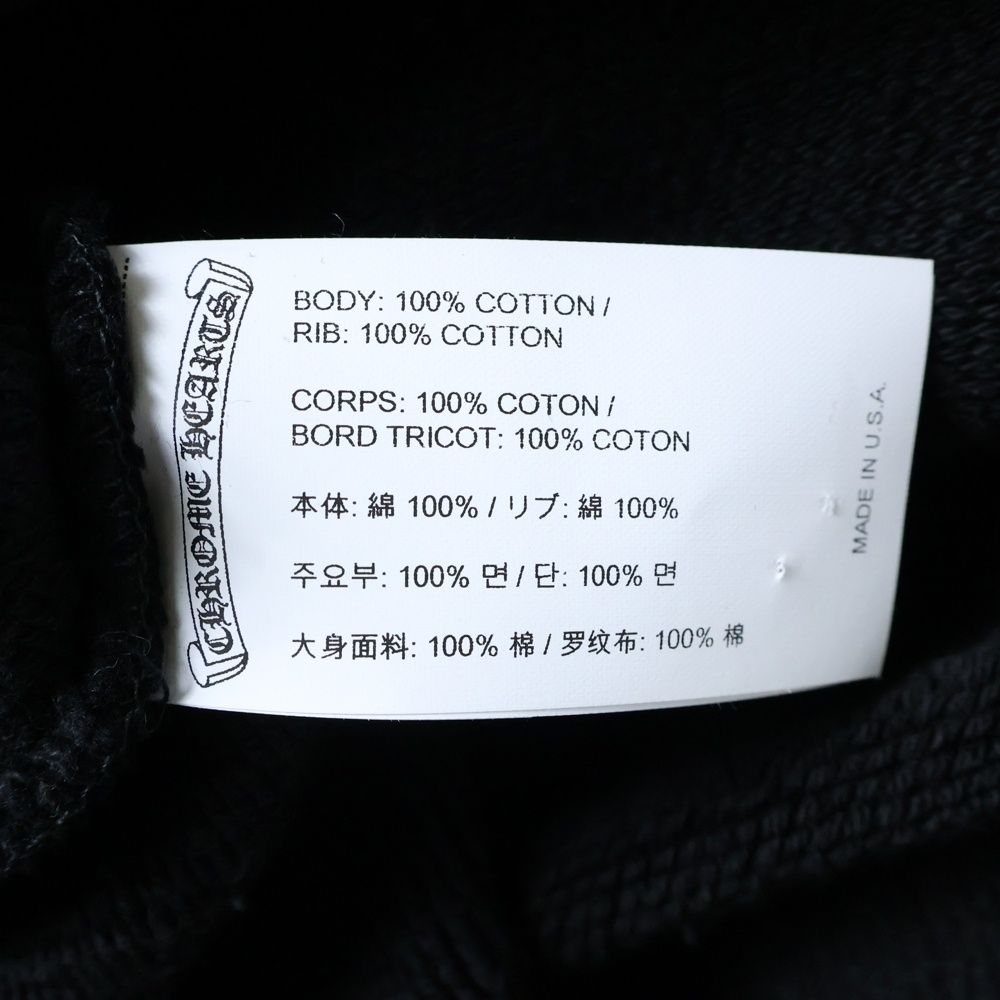 CHROME HEARTS
BODY: 100% COTTON /
RIB: 100% COTTON
CORPS: 100% COTON /
BORD TRICOT: 100% COTON
本体: 綿 100% / リブ: 綿 100%
주요부: 100% 면 / 단: 100% 면
大身面料: 100% 棉 / 罗纹布: 100% 棉
MADE IN U.S.A.